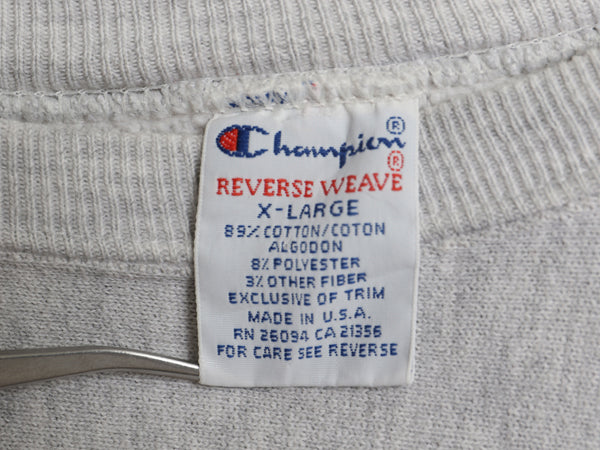 Champion®
REVERSE WEAVE®
X-LARGE
89% COTTON/COTON
ALGODON
8% POLYESTER
3% OTHER FIBER
EXCLUSIVE OF TRIM
MADE IN U.S.A.
RN 26094 CA 21356
FOR CARE SEE REVERSE